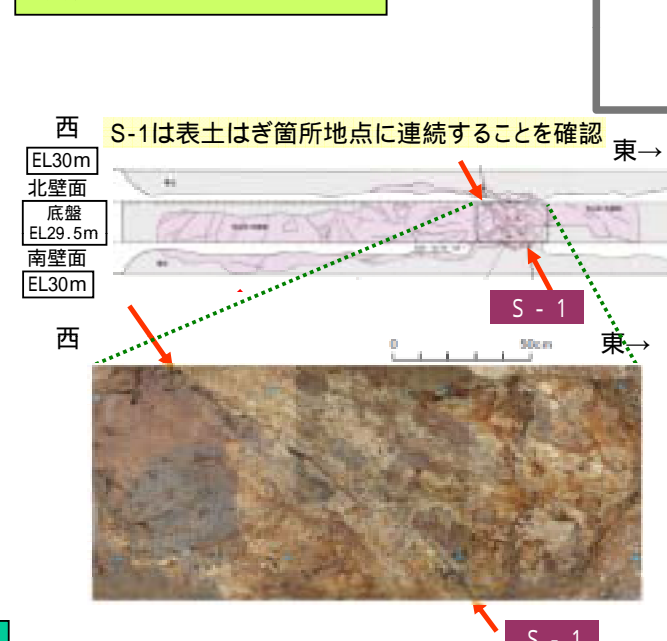 西
S-1は表土はぎ箇所地点に連続することを確認
東→
EL30m
北壁面
底盤
EL29.5m
南壁面
EL30m
S - 1
西
0
50cm
東→
S - 1